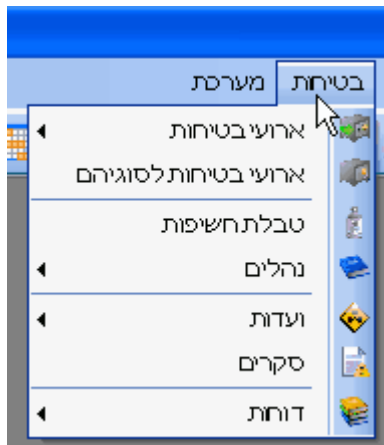 בטיחות מערכת
ארועי בטיחות
ארועי בטיחות לסוגיהם
טבלת חשיפות
נהלים
ועדות
סקרים
דוחות